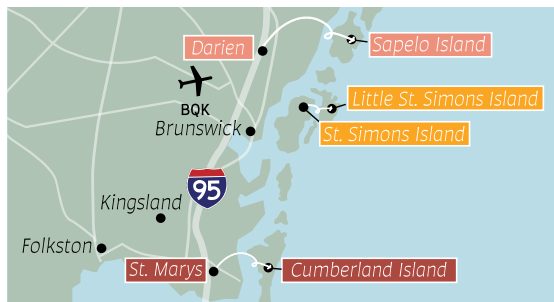 Darien
Sapelo Island
BQK
Little St. Simons Island
Brunswick
St. Simons Island
95
Kingsland
Folkston
St. Marys
Cumberland Island